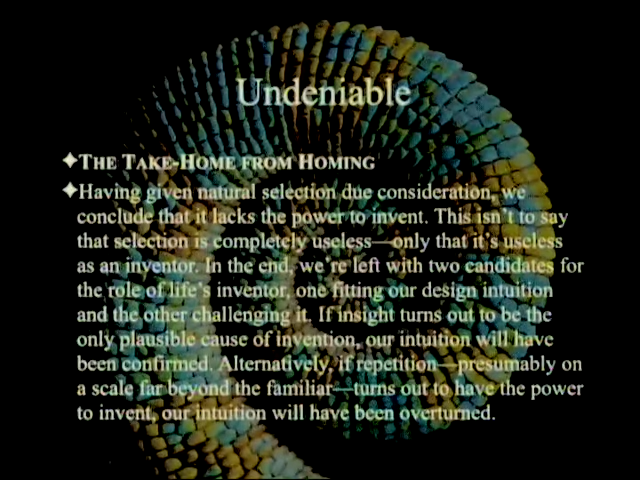 Undeniable
✦THE TAKE-HOME FROM HOMING
✦Having given natural selection due consideration, we
conclude that it lacks the power to invent. This isn't to say
that selection is completely useless—only that it's useless
as an inventor. In the end, we're left with two candidates for
the role of life's inventor, one fitting our design intuition
and the other challenging it. If insight turns out to be the
only plausible cause of invention, our intuition will have
been confirmed. Alternatively, if repetition—presumably on
a scale far beyond the familiar—turns out to have the power
to invent, our intuition will have been overturned.